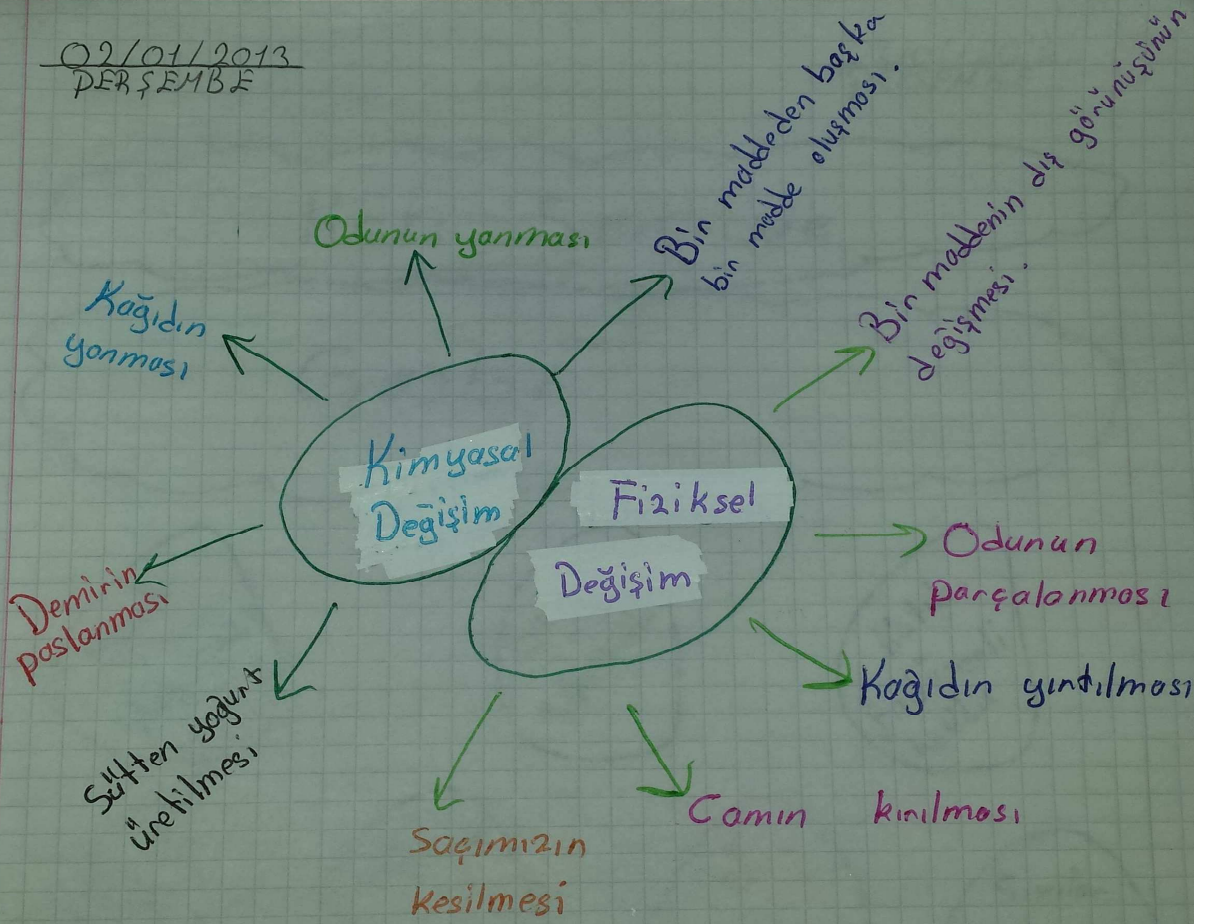 02/01/2013
PERŞEMBE
Bir maddeden başka
bir madde oluşması.
Bir maddenin dış görünüşünün
değişmesi.
Odunun yanması
Kağıdın
yanması
Kimyasal
Değişim
Fiziksel
Değişim
Odunun
parçalanması
Demirin
paslanması
Kağıdın yırtılması
Sütten yoğurt
üretilmesi
Camın kırılması
Saçımızın
kesilmesi